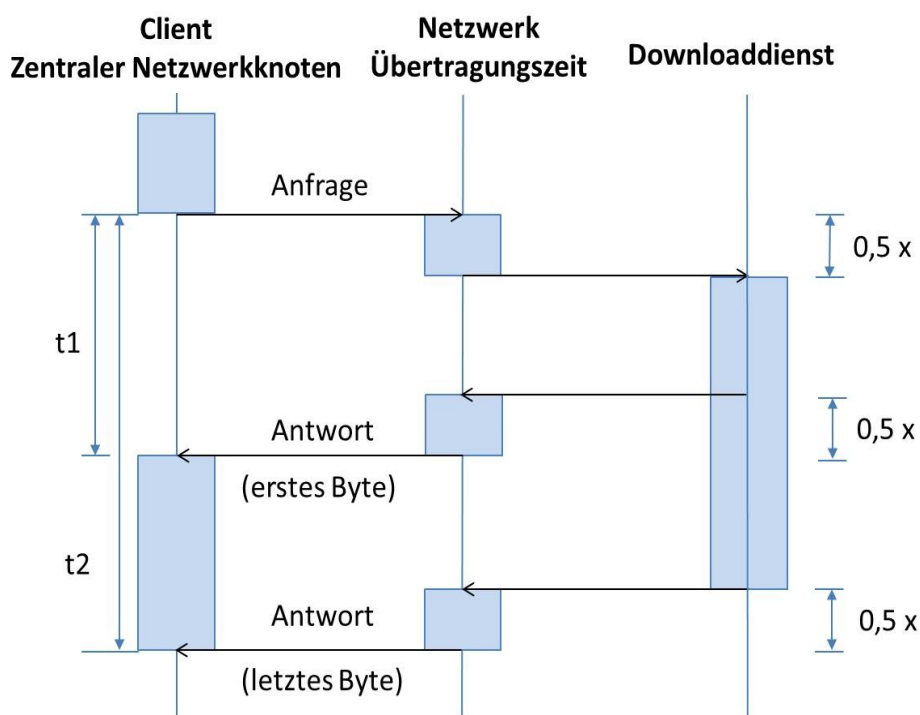 Client
Zentraler Netzwerkknoten
Netzwerk
Übertragungszeit
Downloaddienst
Anfrage
0,5 x
t1
Antwort
(erstes Byte)
0,5 x
t2
Antwort
(letztes Byte)
0,5 x